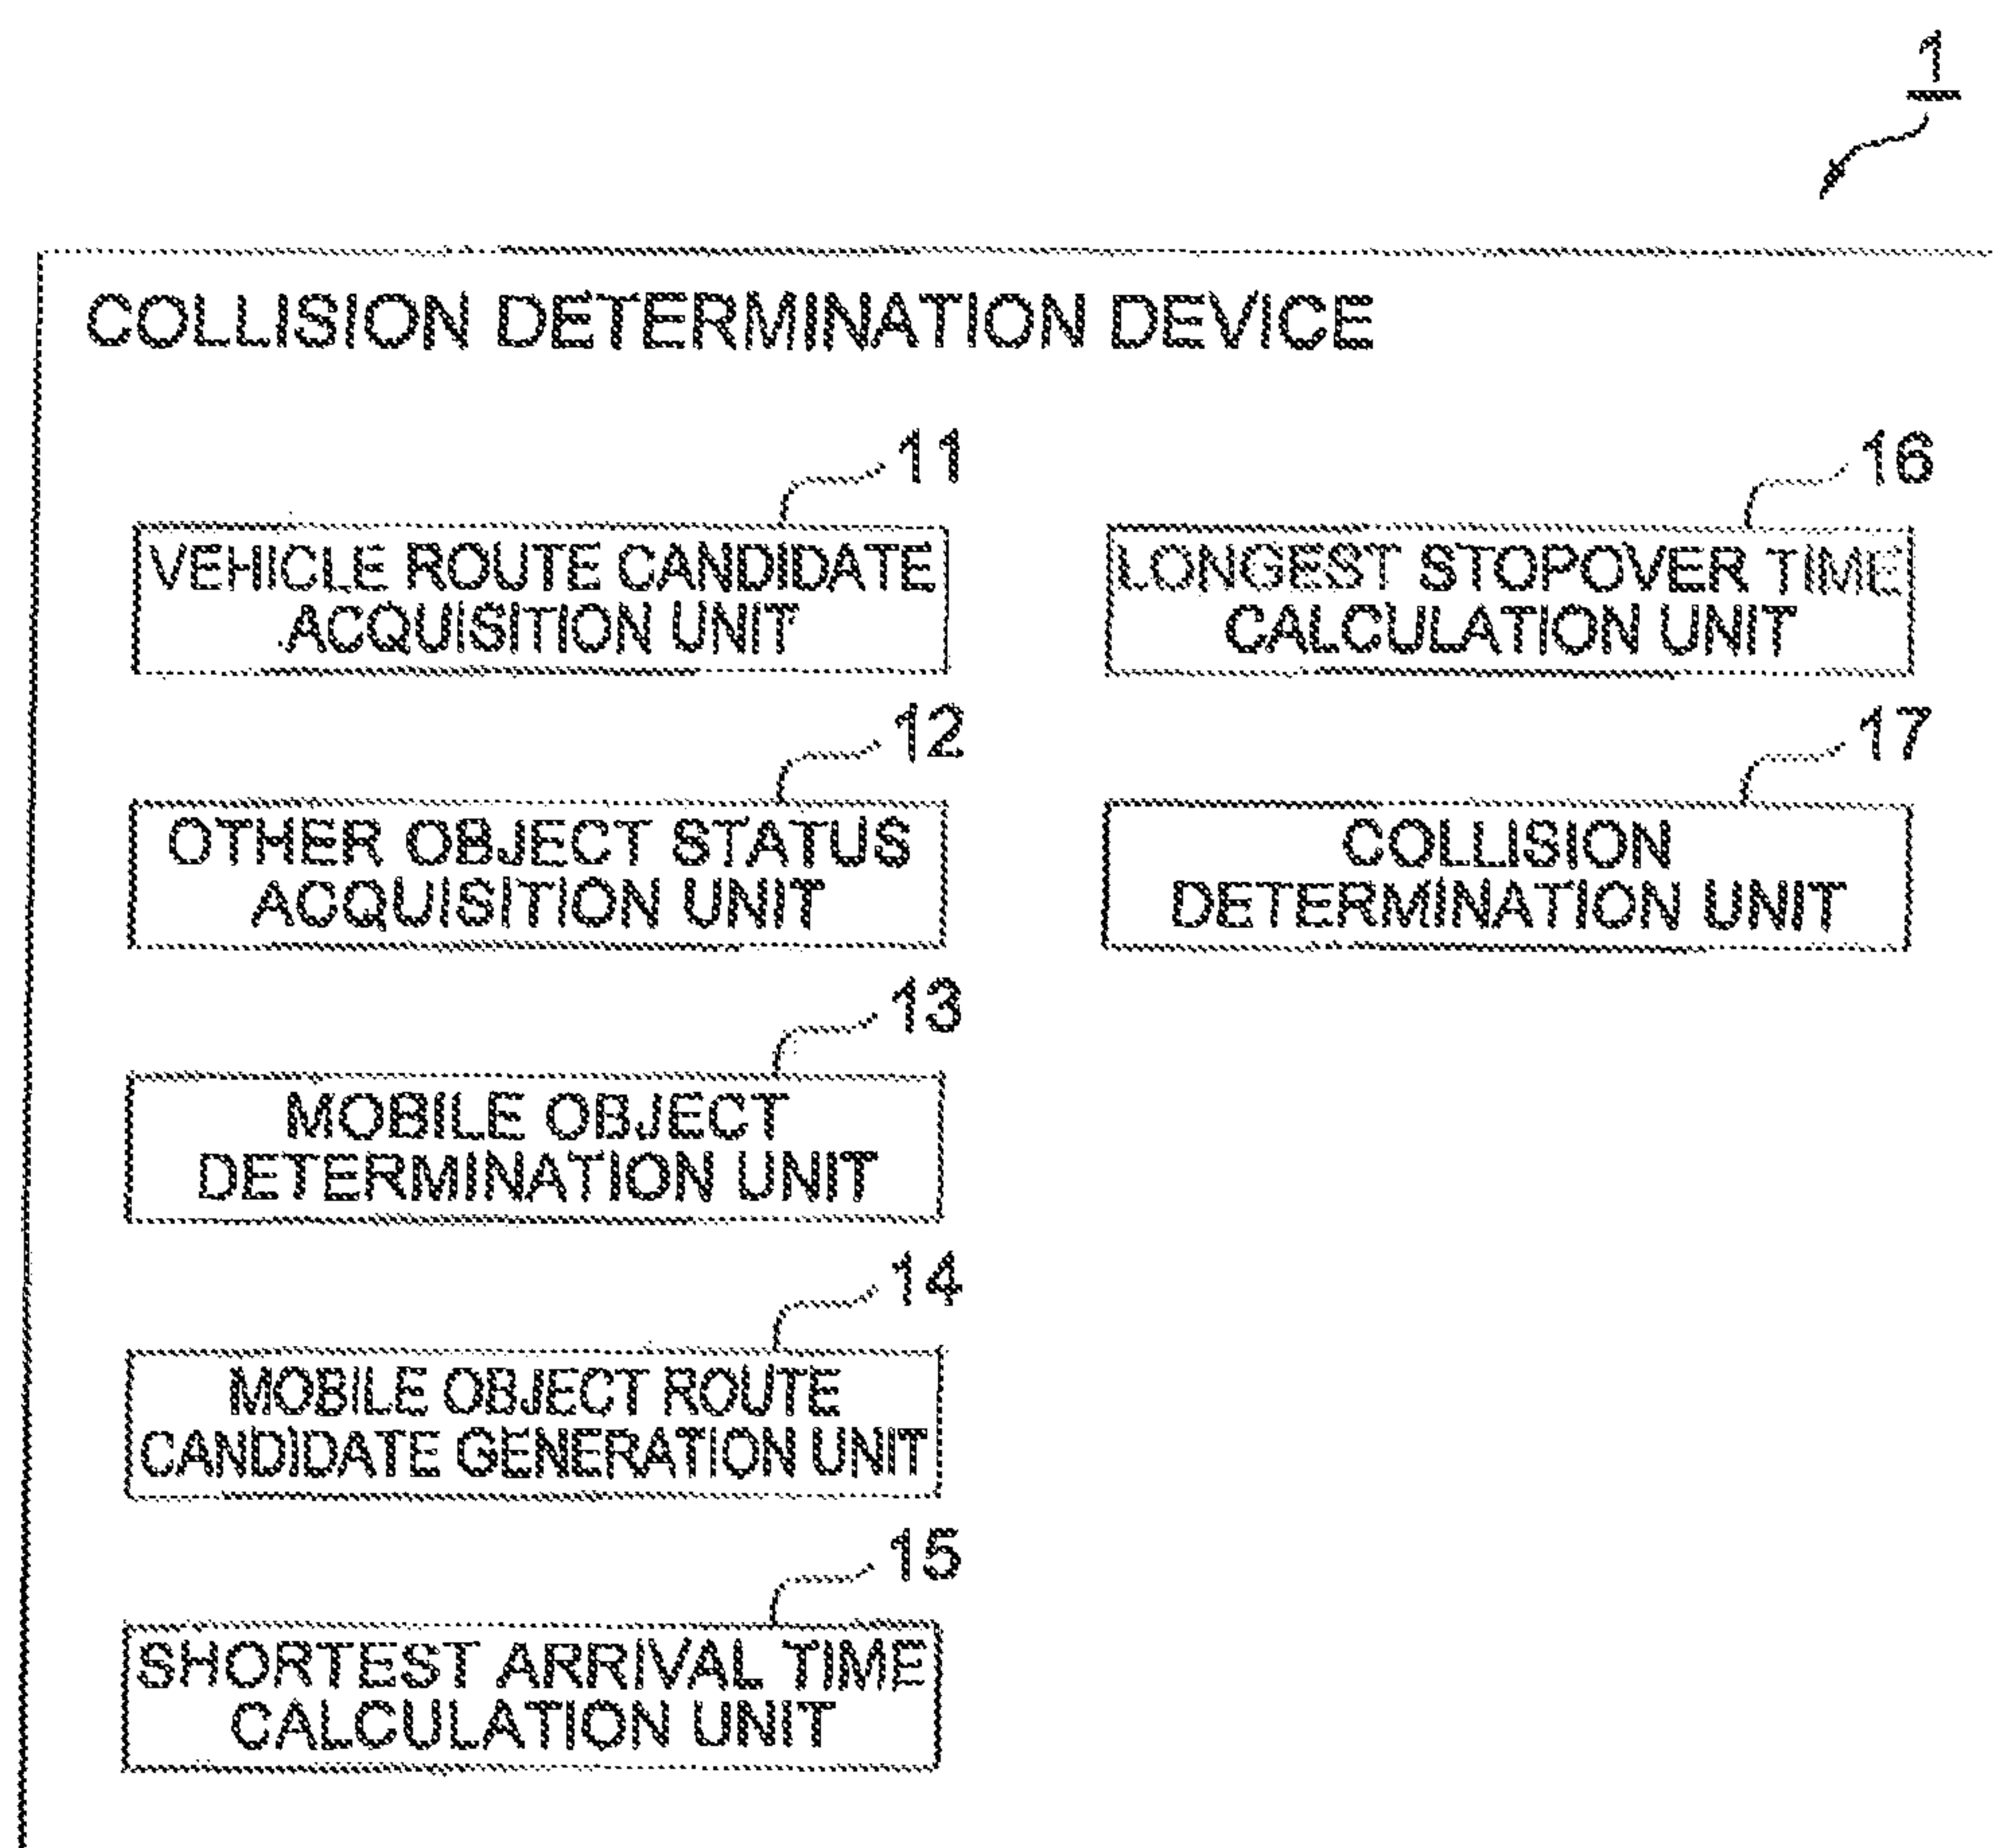 1
COLLISION DETERMINATION DEVICE
11
VEHICLE ROUTE CANDIDATE
ACQUISITION UNIT
12
OTHER OBJECT STATUS
ACQUISITION UNIT
13
MOBILE OBJECT
DETERMINATION UNIT
14
MOBILE OBJECT ROUTE
CANDIDATE GENERATION UNIT
15
SHORTEST ARRIVAL TIME
CALCULATION UNIT
16
LONGEST STOPOVER TIME
CALCULATION UNIT
17
COLLISION
DETERMINATION UNIT